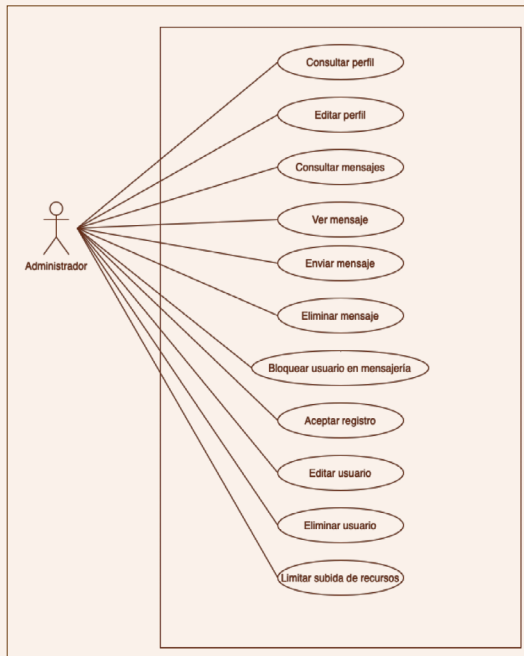 Consultar perfil
Editar perfil
Consultar mensajes
Ver mensaje
Administrador
Enviar mensaje
Eliminar mensaje
Bloquear usuario en mensajería
Aceptar registro
Editar usuario
Eliminar usuario
Limitar subida de recursos